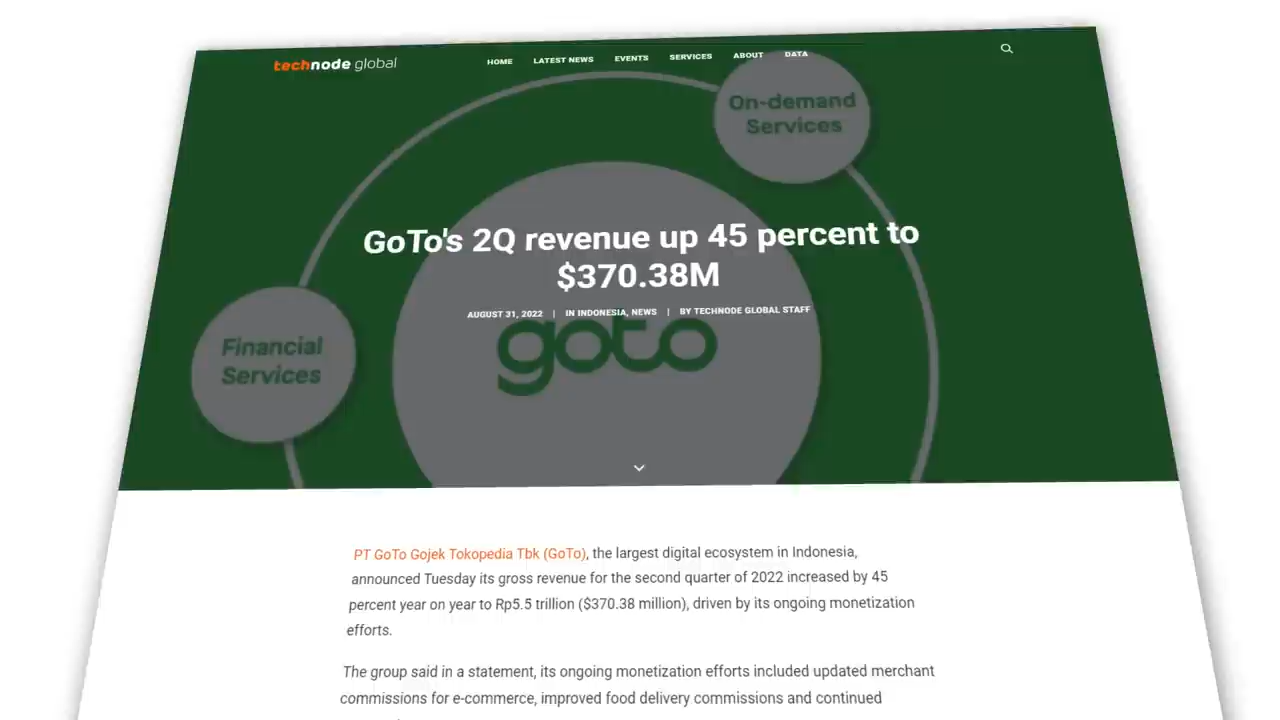 technode global
HOME LATEST NEWS EVENTS SERVICES ABOUT DATA
On-demand
Services
GoTo's 2Q revenue up 45 percent to
$370.38M
AUGUST 31, 2022 | IN INDONESIA, NEWS | BY TECHNODE GLOBAL STAFF
goto
Financial
Services
PT GoTo Gojek Tokopedia Tbk (GoTo), the largest digital ecosystem in Indonesia,
announced Tuesday its gross revenue for the second quarter of 2022 increased by 45
percent year on year to Rp5.5 trillion ($370.38 million), driven by its ongoing monetization
efforts.
The group said in a statement, its ongoing monetization efforts included updated merchant
commissions for e-commerce, improved food delivery commissions and continued